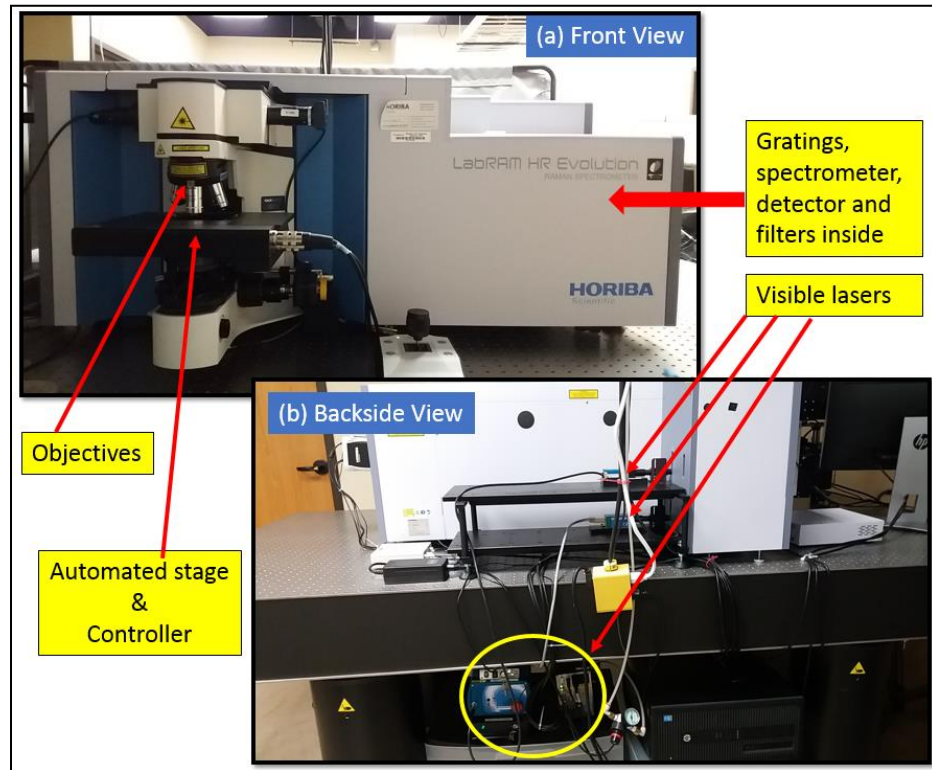 (a) Front View
HORIBA
LabRAM HR Evolution
RAMAN SPECTROMETER
HORIBA
Scientific
Gratings,
spectrometer,
detector and
filters inside
Visible lasers
(b) Backside View
Objectives
Automated stage
&
Controller
hp